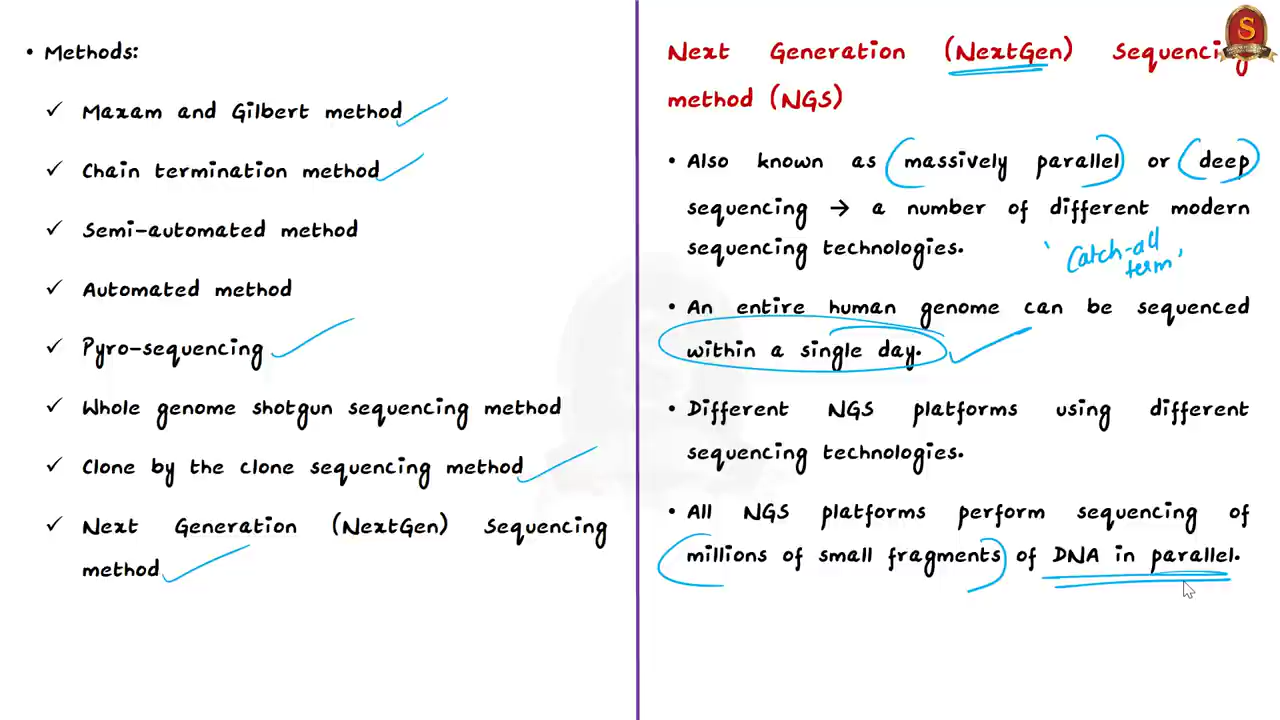 • Methods:
✓ Maxam and Gilbert method
✓ Chain termination method
✓ Semi-automated method
✓ Automated method
✓ Pyro-sequencing
✓ Whole genome shotgun sequencing method
✓ Clone by the clone sequencing method
✓ Next Generation (NextGen) Sequencing
method
S
Next Generation (NextGen) Sequencing
method (NGS)
• Also known as massively parallel or deep
sequencing → a number of different modern
sequencing technologies.
'Catch-all
term'
• An entire human genome can be sequenced
within a single day.
• Different NGS platforms using different
sequencing technologies.
• All NGS platforms perform sequencing of
millions of small fragments of DNA in parallel.